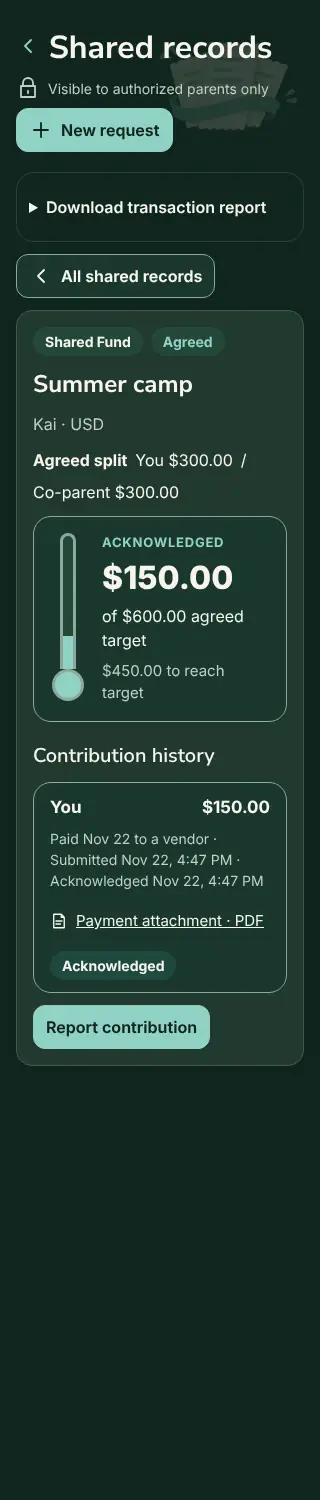 Shared records
Visible to authorized parents only
New request
Download transaction report
All shared records
Shared Fund
Agreed
Summer camp
Kai · USD
Agreed split You $300.00 /
Co-parent $300.00
ACKNOWLEDGED
$150.00
of $600.00 agreed
target
$450.00 to reach
target
Contribution history
You $150.00
Paid Nov 22 to a vendor ·
Submitted Nov 22, 4:47 PM ·
Acknowledged Nov 22, 4:47 PM
Payment attachment · PDF
Acknowledged
Report contribution